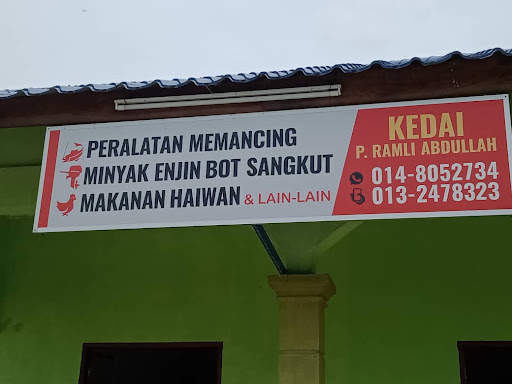 PERALATAN MEMANCING
MINYAK ENJIN BOT SANGKUT
MAKANAN HAIWAN & LAIN-LAIN
KEDAI
P. RAMLI ABDULLAH
014-8052734
013-2478323